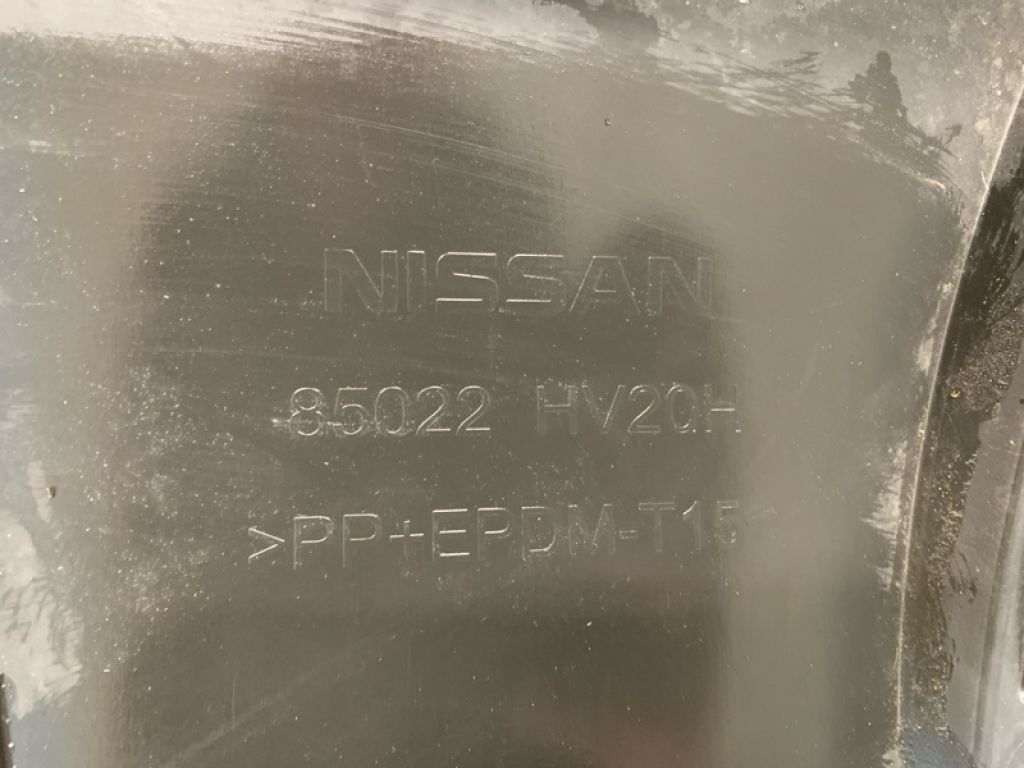 NISSAN
85022 HV20H
>PP+EPDM-T15<